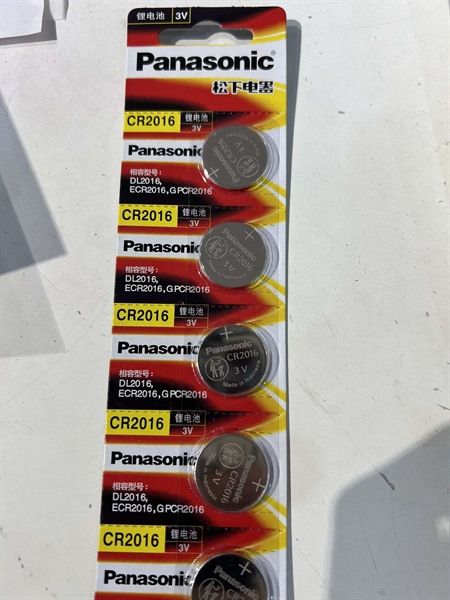 锂电池 3V
Panasonic
松下电器
CR2016 锂电池 3V
Panasonic
相容型号:
DL2016,
ECR2016,GPCR2016
Panasonic
CR2016
3V
CR2016 锂电池 3V
Panasonic
相容型号:
DL2016,
ECR2016,GPCR2016
CR2016
3V
CR2016 锂电池 3V
Panasonic
相容型号:
DL2016,
ECR2016,GPCR2016
Panasonic
CR2016
3V
Made in Indonesia
CR2016 锂电池 3V
Panasonic
相容型号:
DL2016,
ECR2016,GPCR2016
Panasonic
CR2016
CR2016 锂电池 3V
Panasonic
Panasonic
CR2016